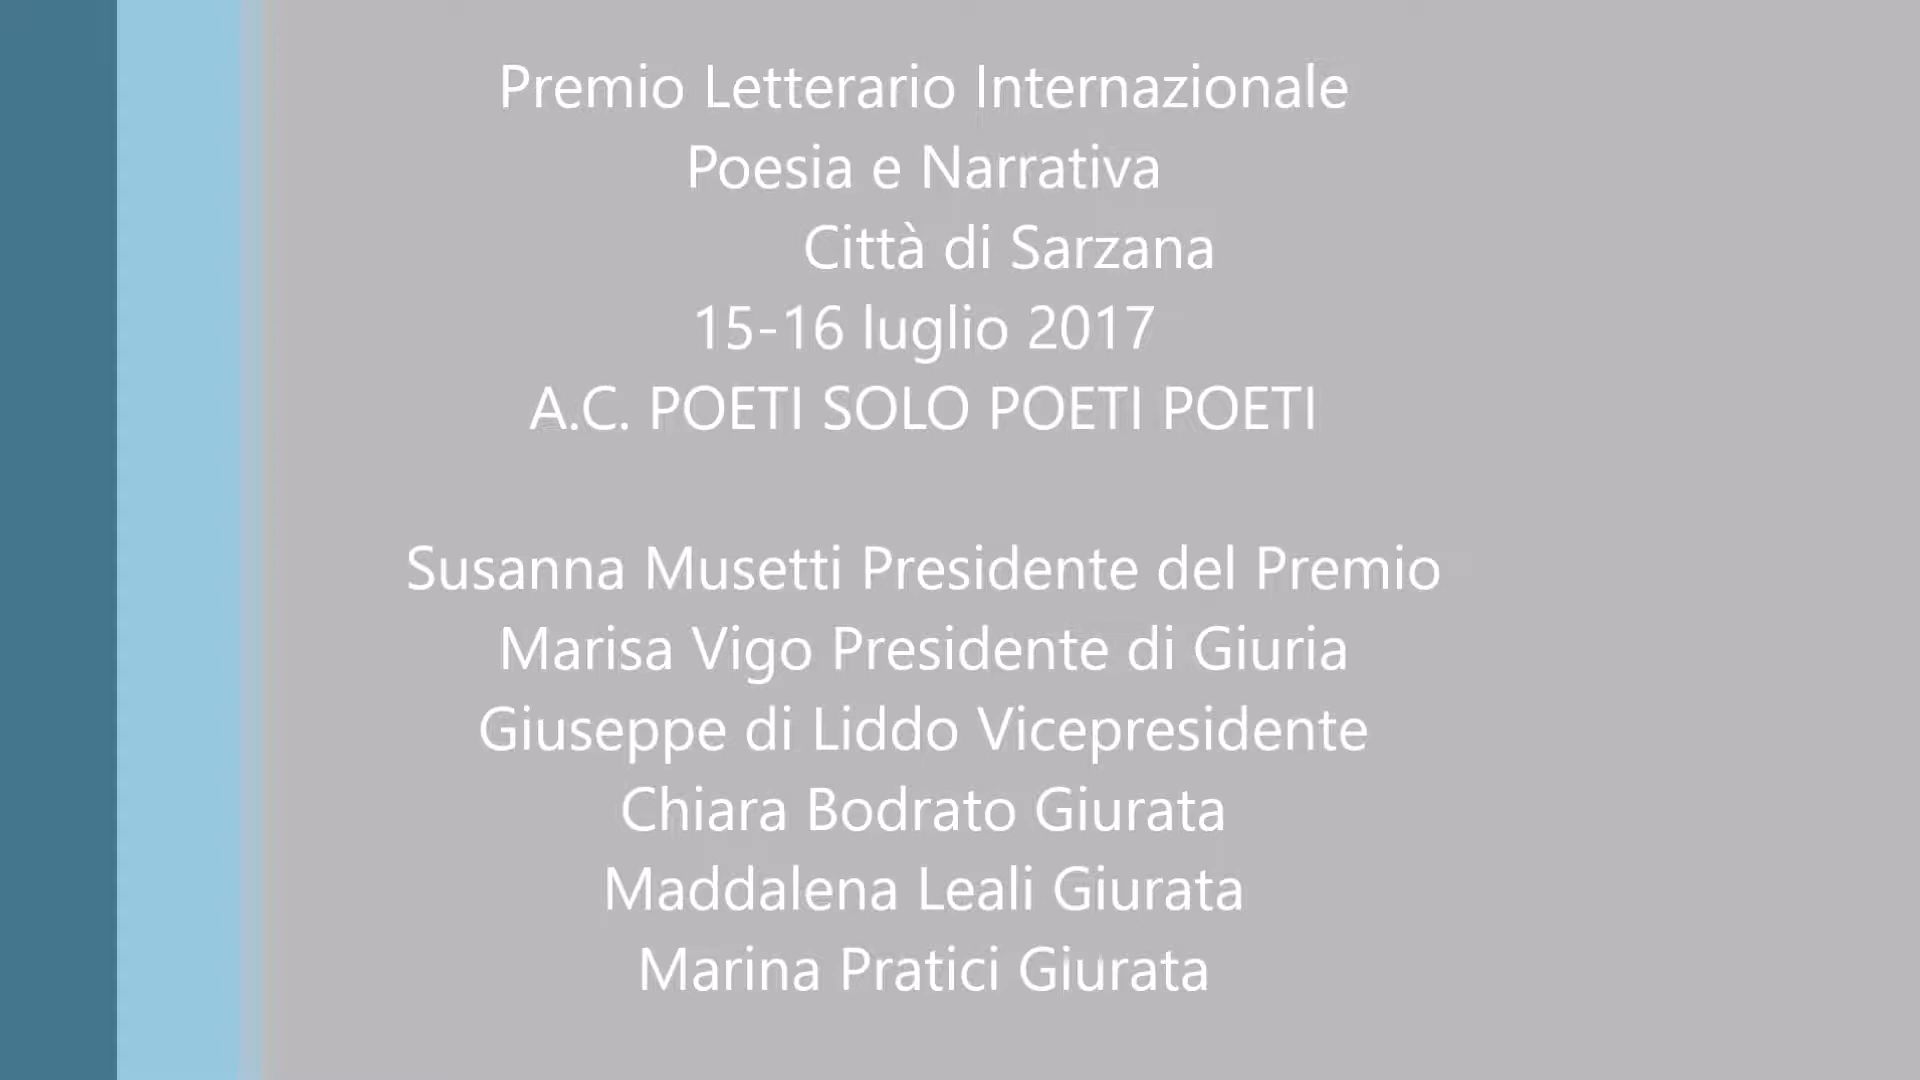 Premio Letterario Internazionale
Poesia e Narrativa
Città di Sarzana
15-16 luglio 2017
A.C. POETI SOLO POETI POETI
Susanna Musetti Presidente del Premio
Marisa Vigo Presidente di Giuria
Giuseppe di Liddo Vicepresidente
Chiara Bodrato Giurata
Maddalena Leali Giurata
Marina Pratici Giurata